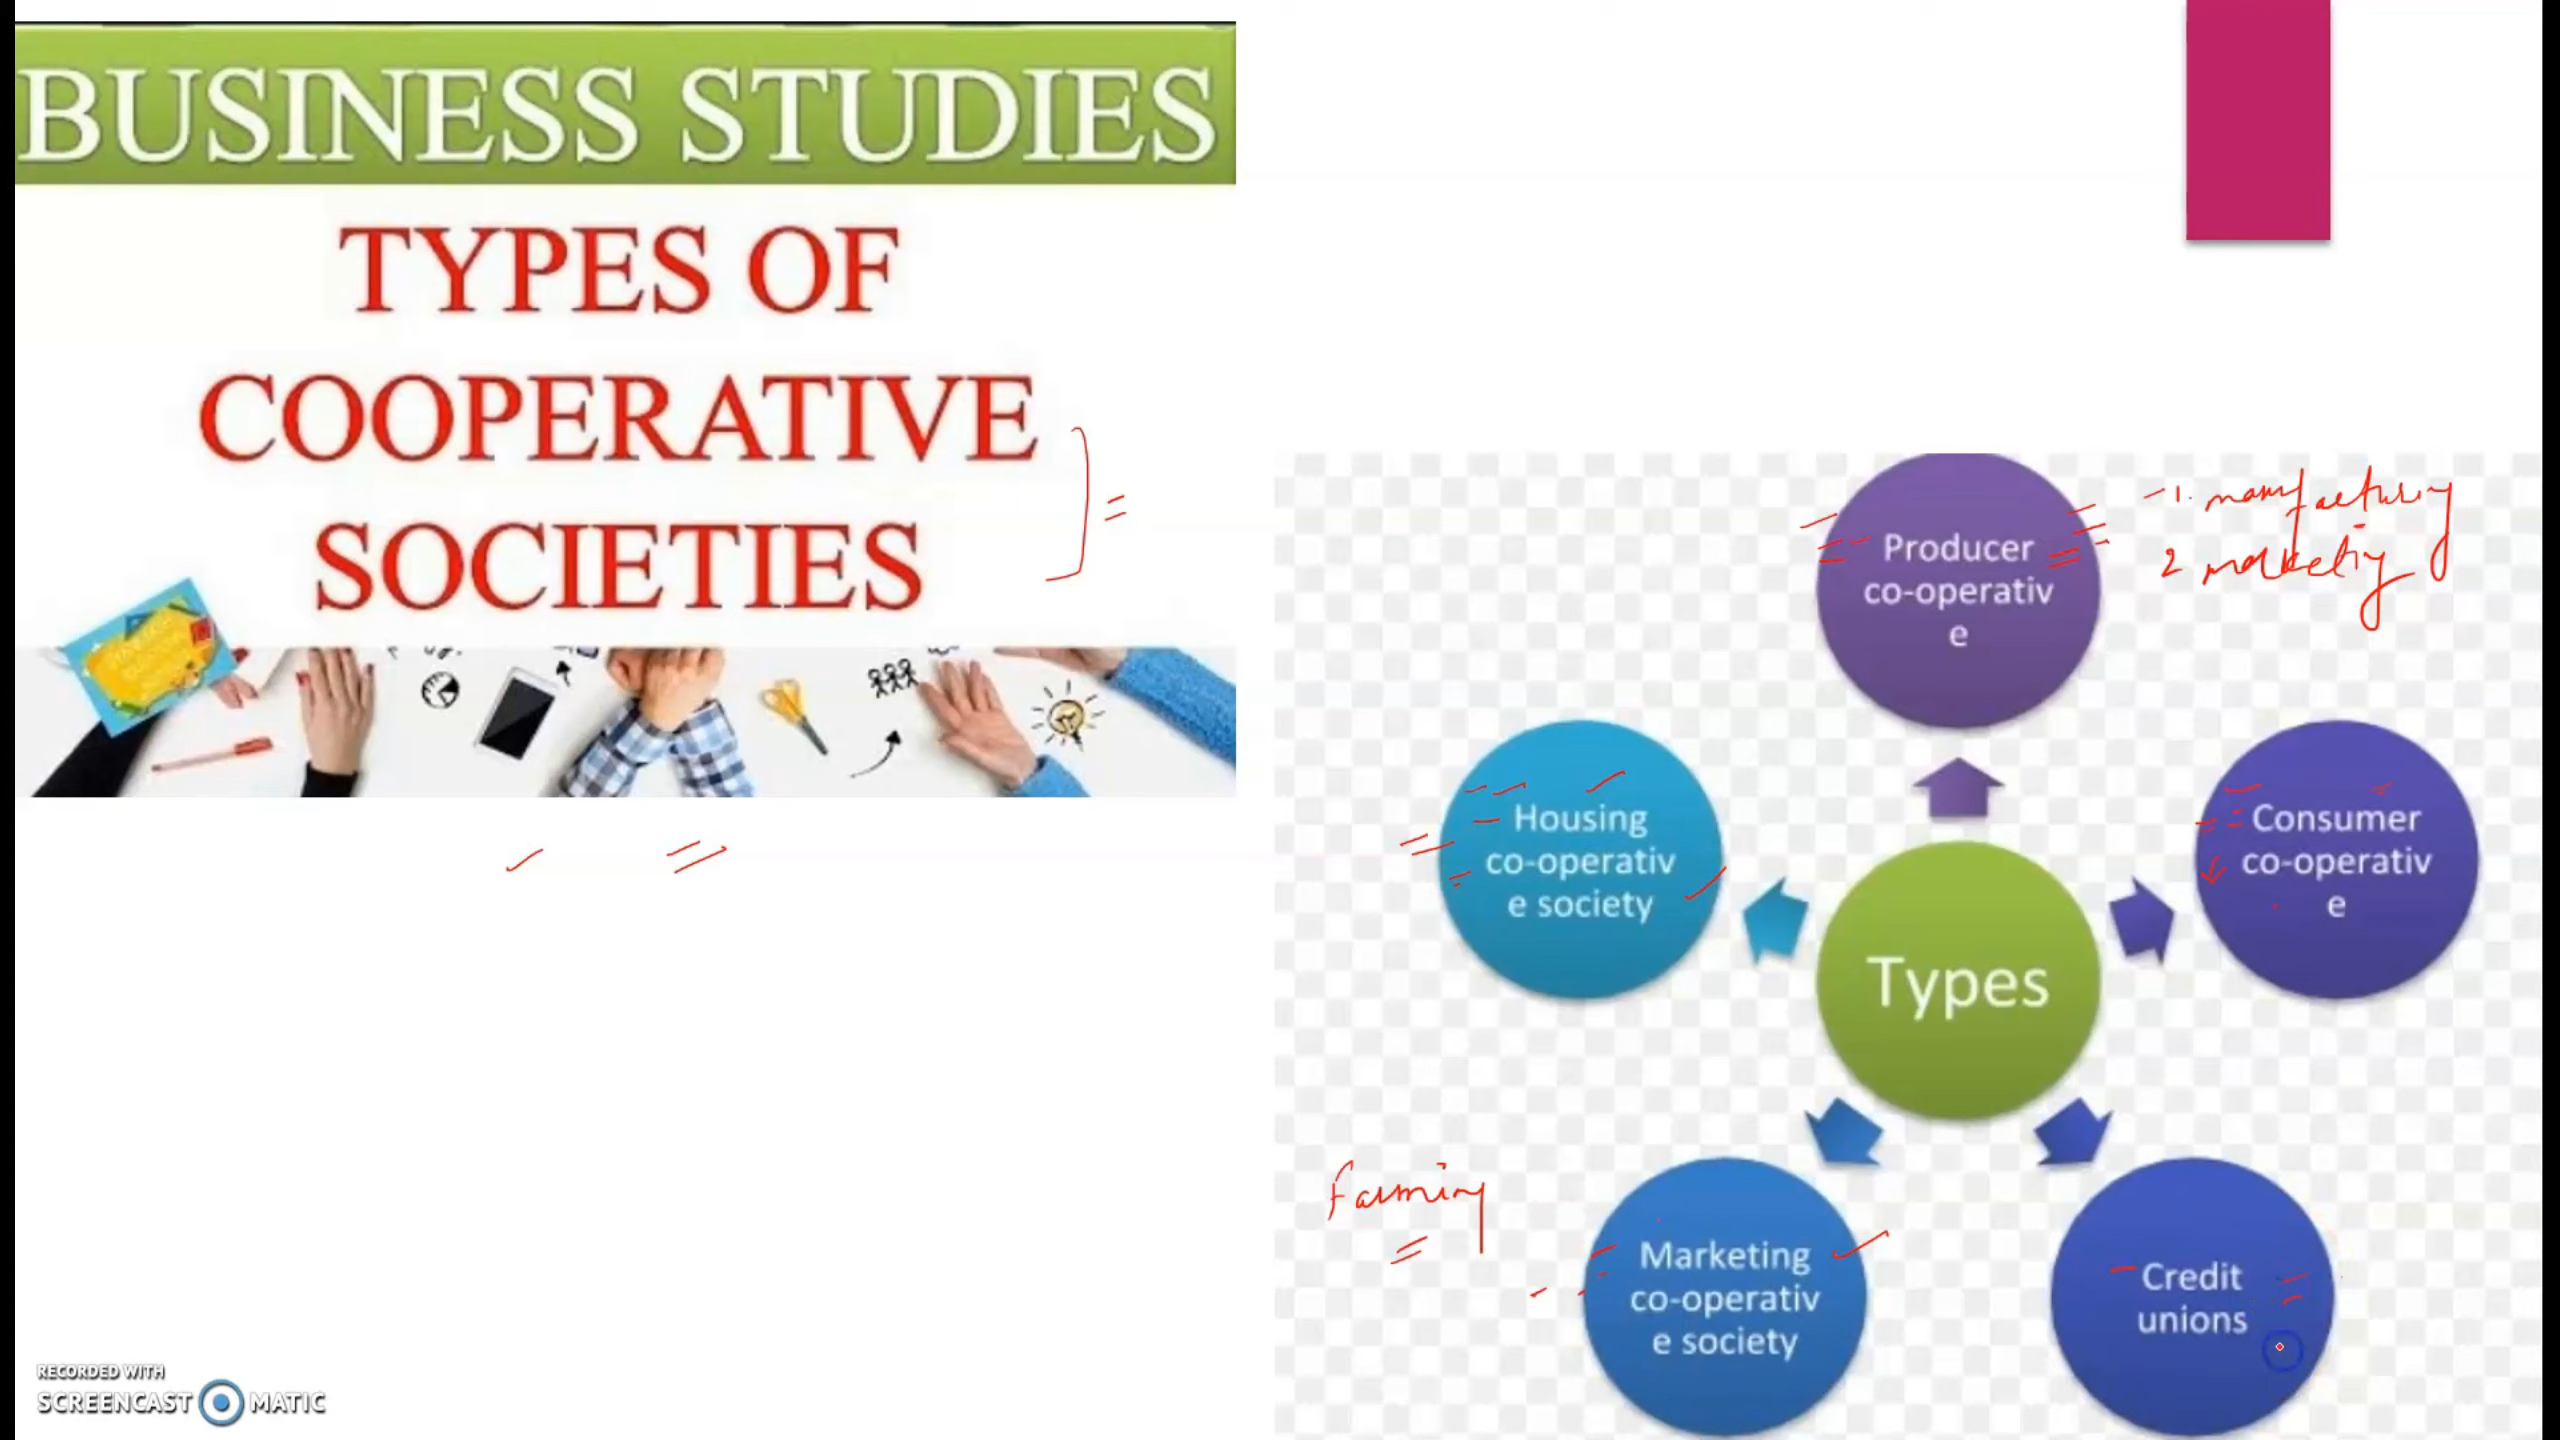 BUSINESS STUDIES
TYPES OF
COOPERATIVE
SOCIETIES
Producer
co-operativ
e
-1. manufacturing
2 marketing
Housing
co-operativ
e society
Consumer
co-operativ
e
Types
Farming
Marketing
co-operativ
e society
Credit
unions
RECORDED WITH
SCREENCAST MATIC